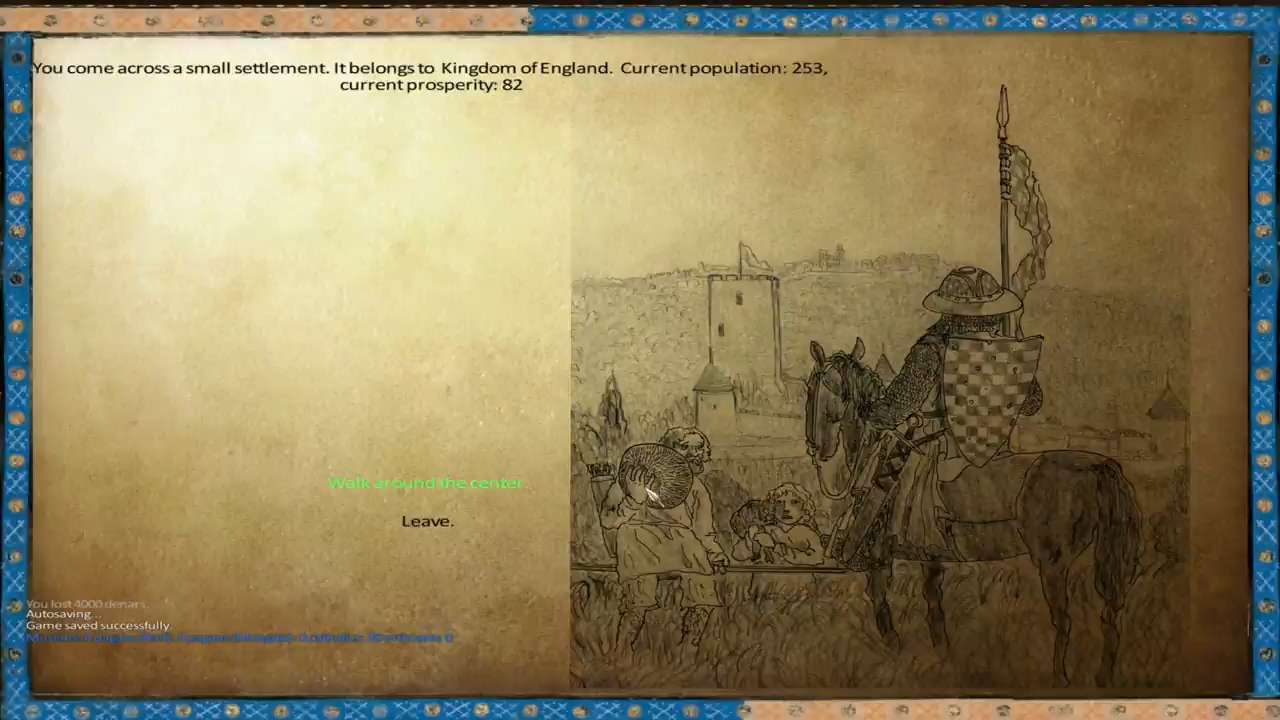 You come across a small settlement. It belongs to Kingdom of England. Current population: 253,
current prosperity: 82
Walk around the center.
Leave.
You lost 4000 denars.
Autosaving...
Game saved successfully.